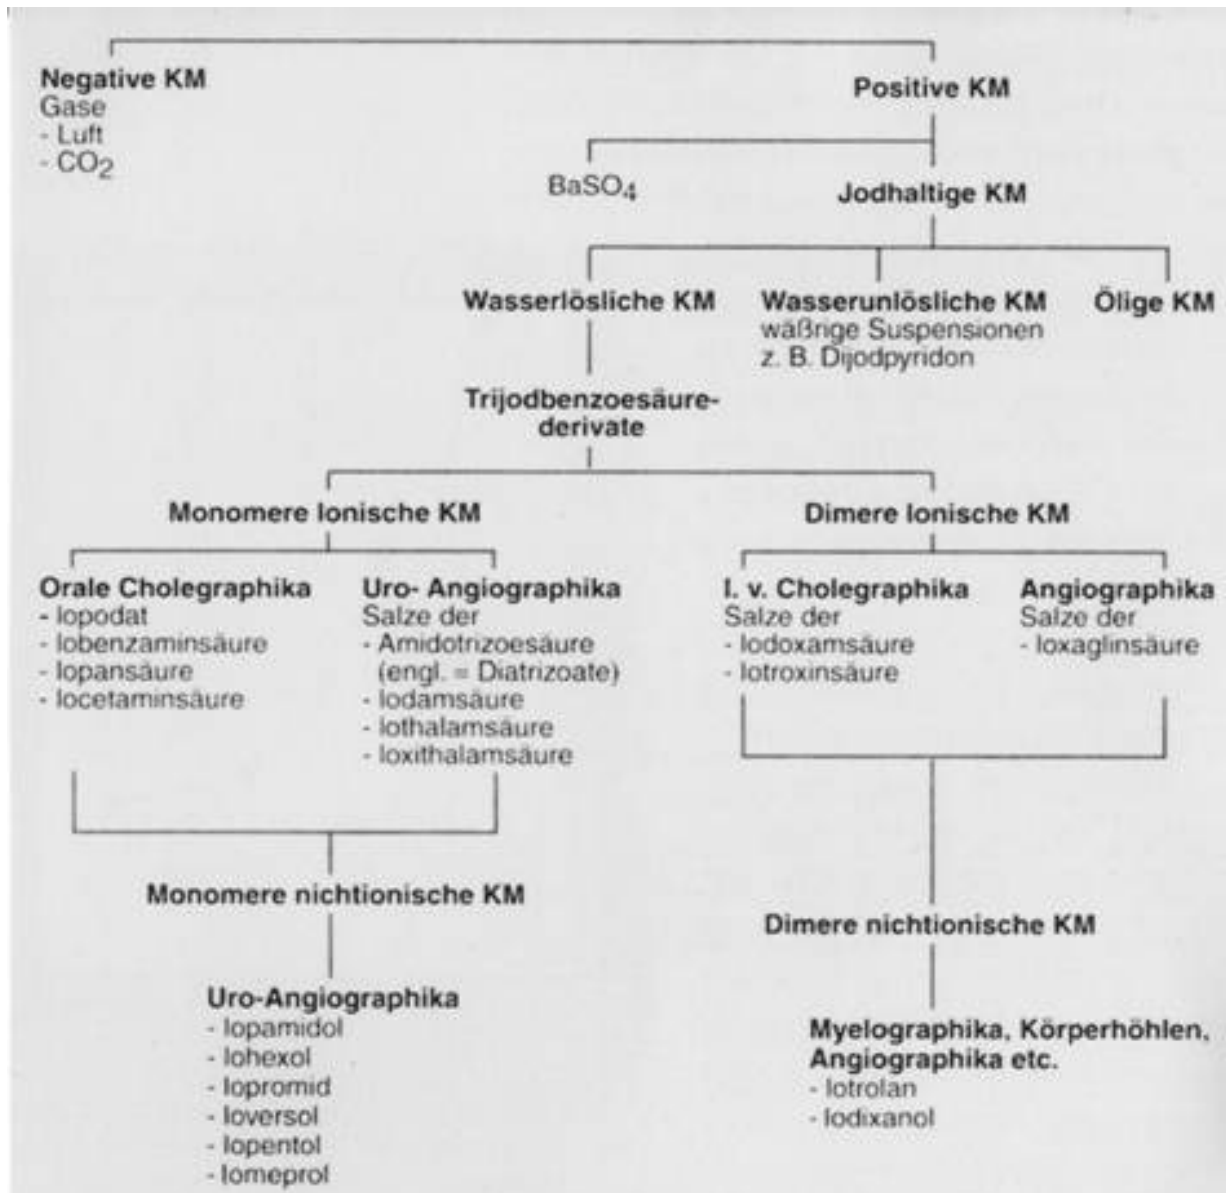 Negative KM
Gase
- Luft
- CO2
Positive KM
BaSO4
Jodhaltige KM
Wasserlösliche KM
Wasserunlösliche KM
wäßrige Suspensionen
z. B. Dijodpyridon
Ölige KM
Trijodbenzoesäure-
derivate
Monomere Ionische KM
Dimere Ionische KM
Orale Cholegraphika
- Iopodat
- Iobenzaminsäure
- Iopansäure
- Iocetaminsäure
Uro- Angiographika
Salze der
- Amidotrizoesäure
(engl. = Diatrizoate)
- Iodamsäure
- Iothalamsäure
- Ioxithalamsäure
I. v. Cholegraphika
Salze der
- Iodoxamsäure
- Iotroxinsäure
Angiographika
Salze der
- Ioxaglinsäure
Monomere nichtionische KM
Dimere nichtionische KM
Uro-Angiographika
- Iopamidol
- Iohexol
- Iopromid
- Ioversol
- Iopentol
- Iomeprol
Myelographika, Körperhöhlen,
Angiographika etc.
- Iotrolan
- Iodixanol